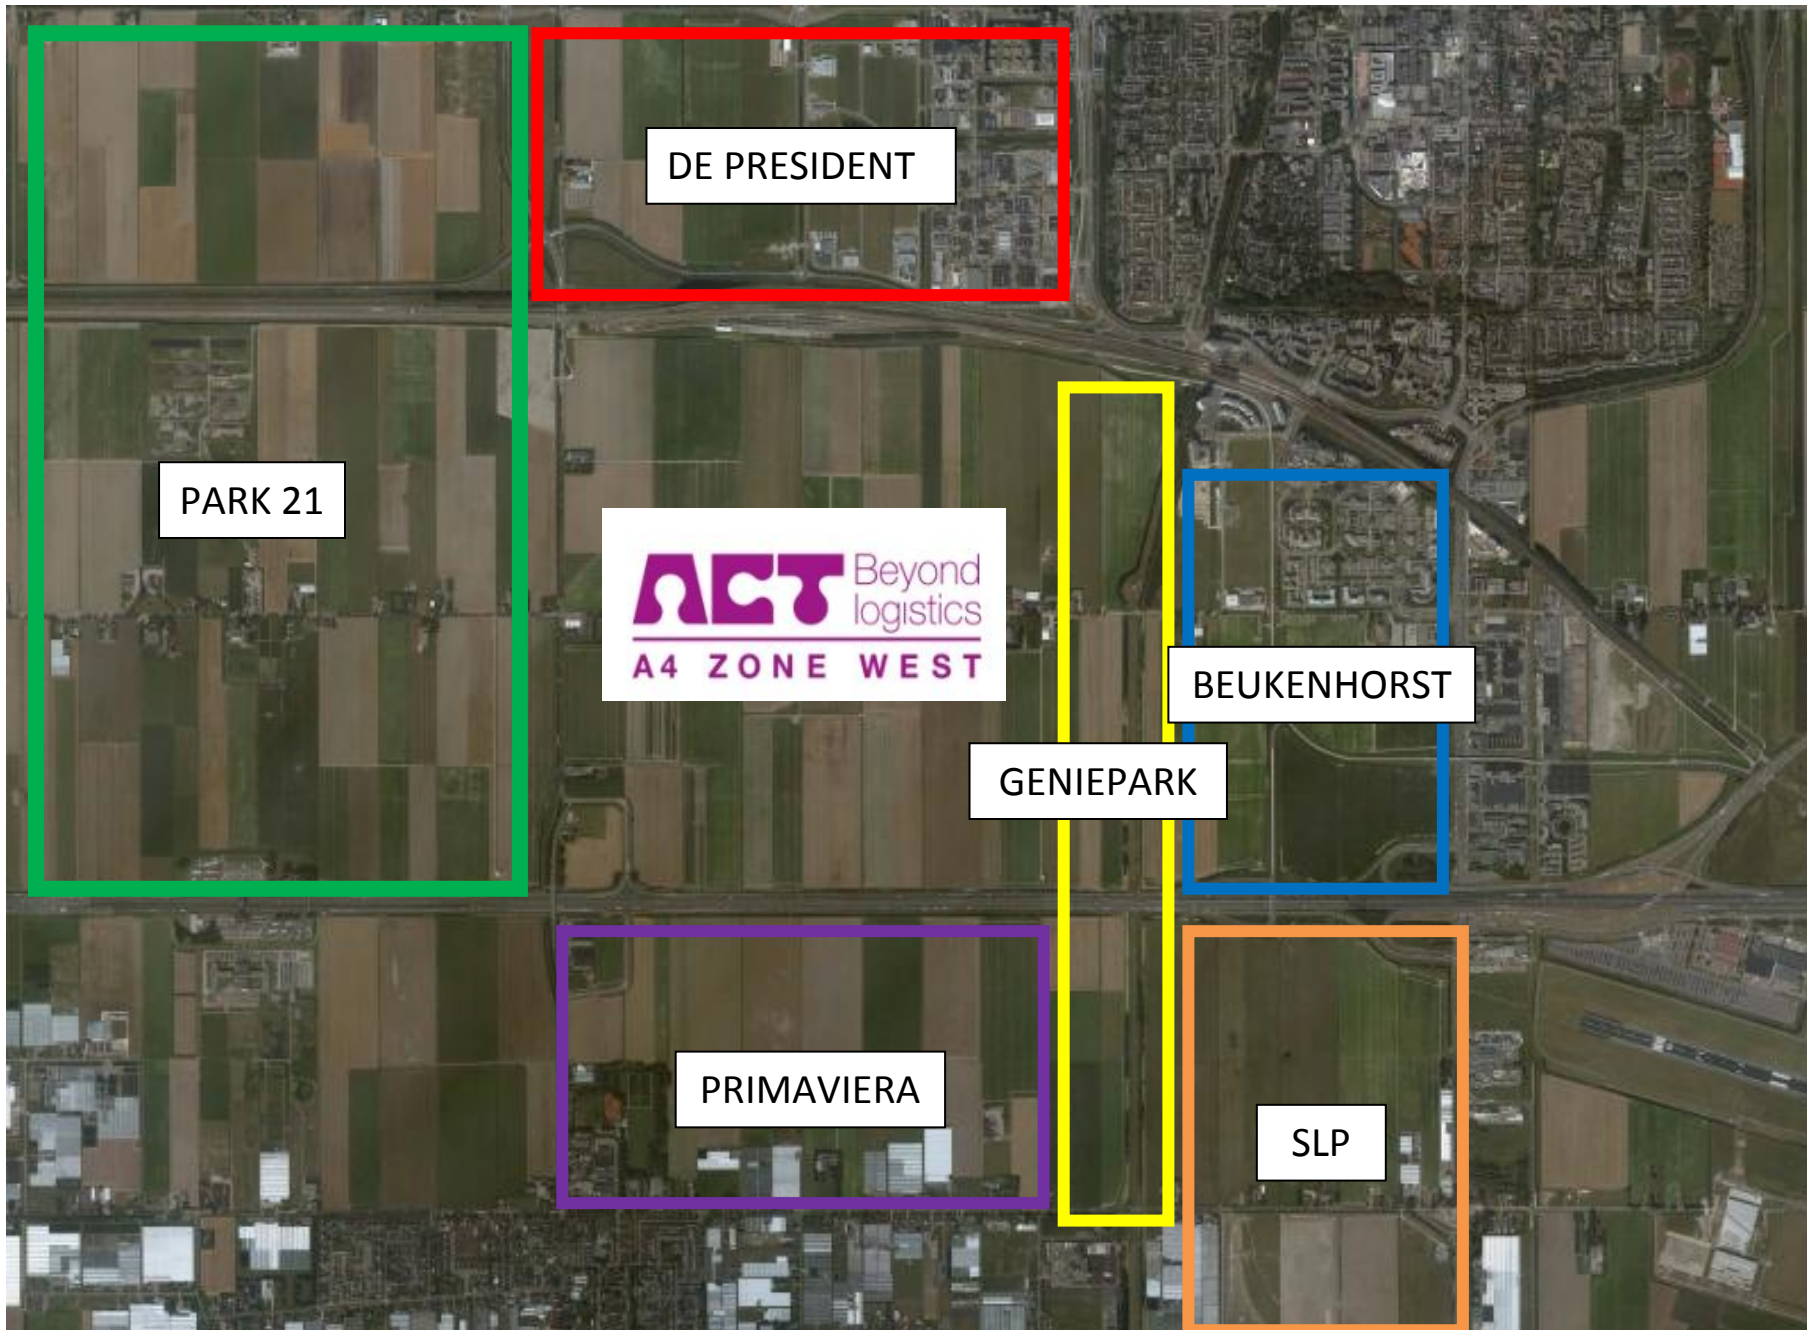 DE PRESIDENT
PARK 21
ACT Beyond
logistics
A4 ZONE WEST
BEUKENHORST
GENIEPARK
PRIMAVIERA
SLP